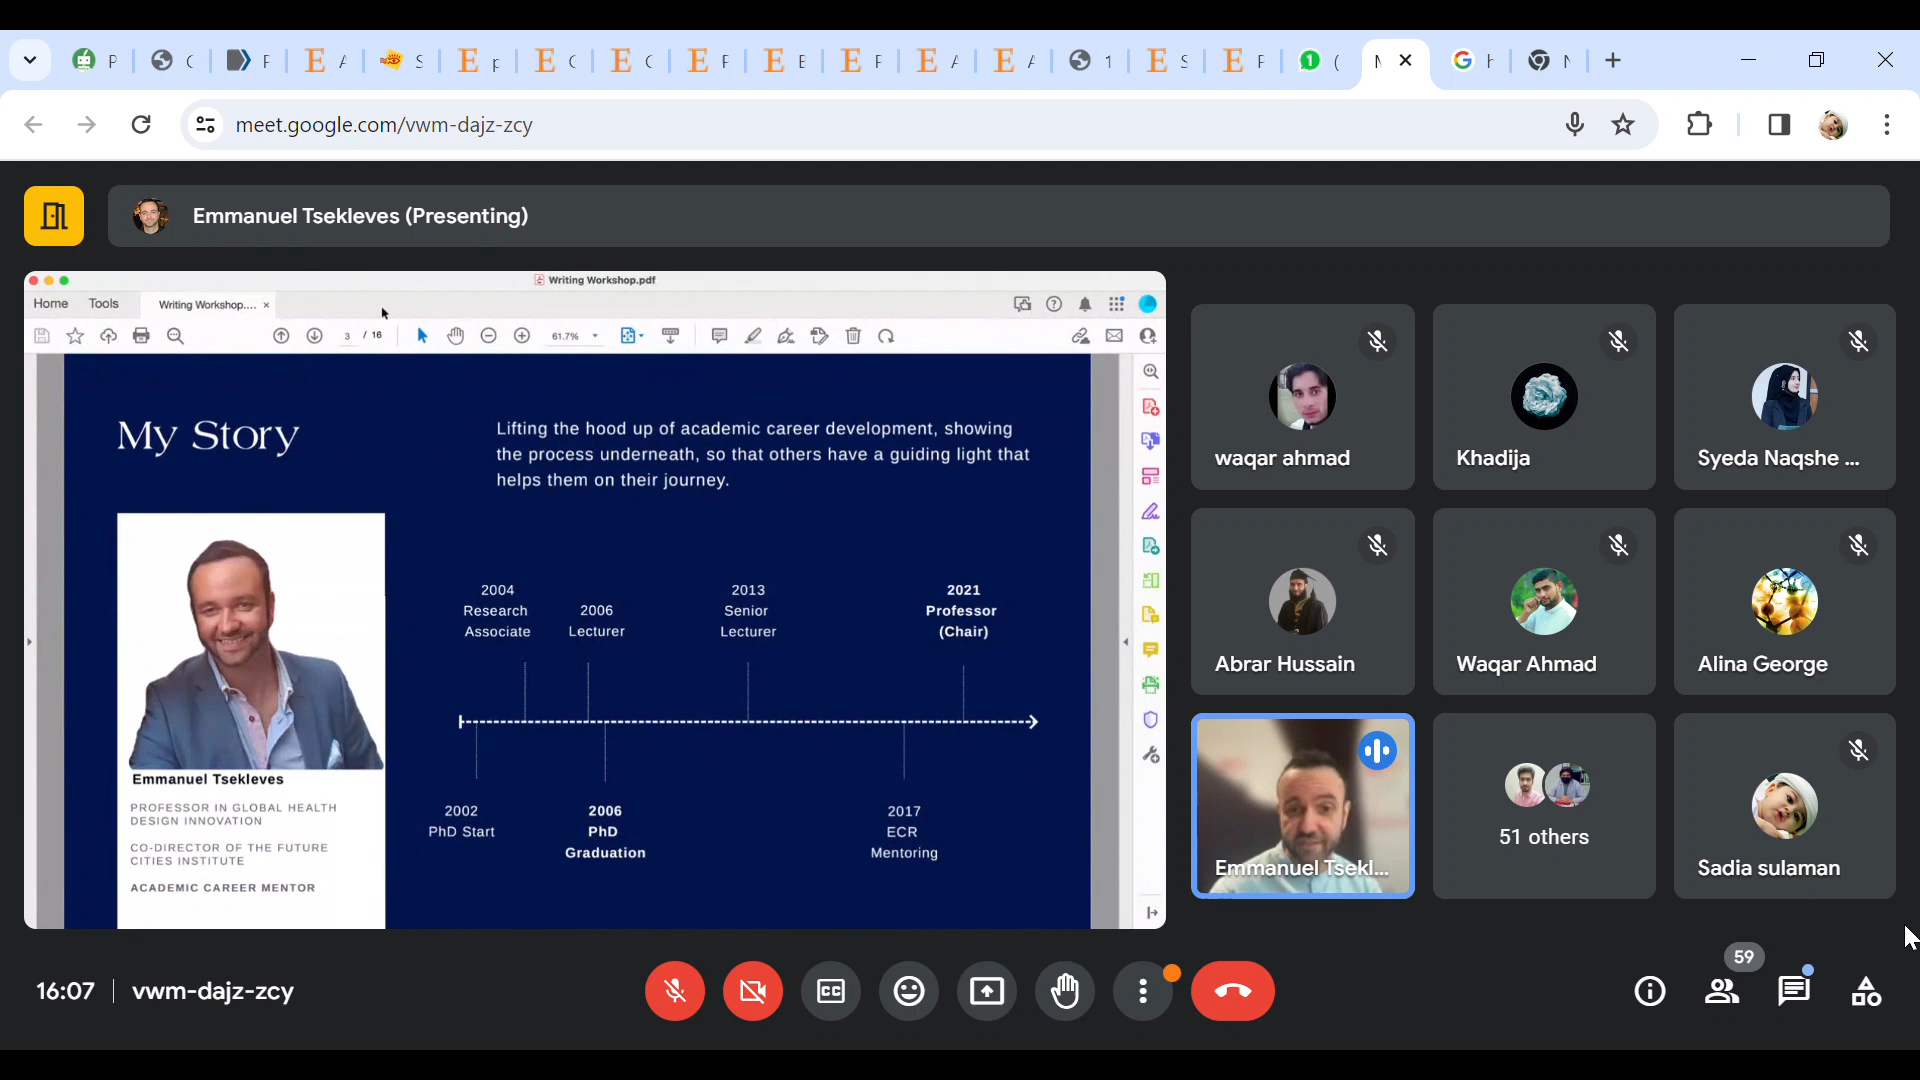 meet.google.com/vwm-dajz-zcy
Emmanuel Tsekleves (Presenting)
Writing Workshop.pdf
Home
Tools
Writing Workshop....
3 / 16
61.7%
My Story
Lifting the hood up of academic career development, showing
the process underneath, so that others have a guiding light that
helps them on their journey.
2004
Research
Associate
2006
Lecturer
2013
Senior
Lecturer
2021
Professor
(Chair)
2002
PhD Start
2006
PhD
Graduation
2017
ECR
Mentoring
Emmanuel Tsekleves
PROFESSOR IN GLOBAL HEALTH
DESIGN INNOVATION
CO-DIRECTOR OF THE FUTURE
CITIES INSTITUTE
ACADEMIC CAREER MENTOR
waqar ahmad
Khadija
Syeda Naqshe ...
Abrar Hussain
Waqar Ahmad
Alina George
Emmanuel Tsekl...
51 others
Sadia sulaman
16:07
vwm-dajz-zcy
CC
59